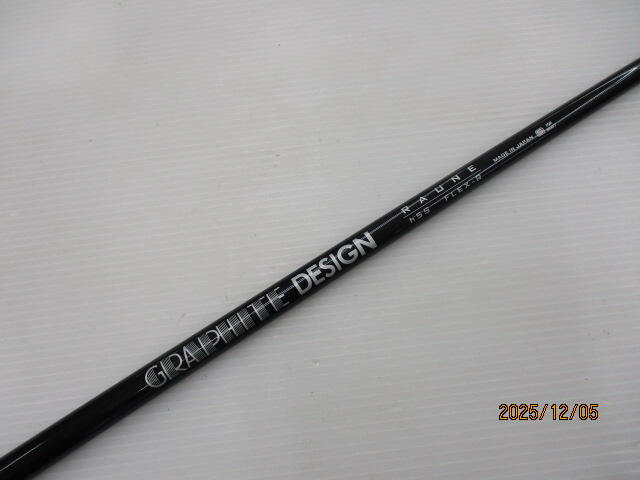 GRAPHITE DESIGN
RAUNE
h55 FLEX-R
MADE IN JAPAN
2025/12/05